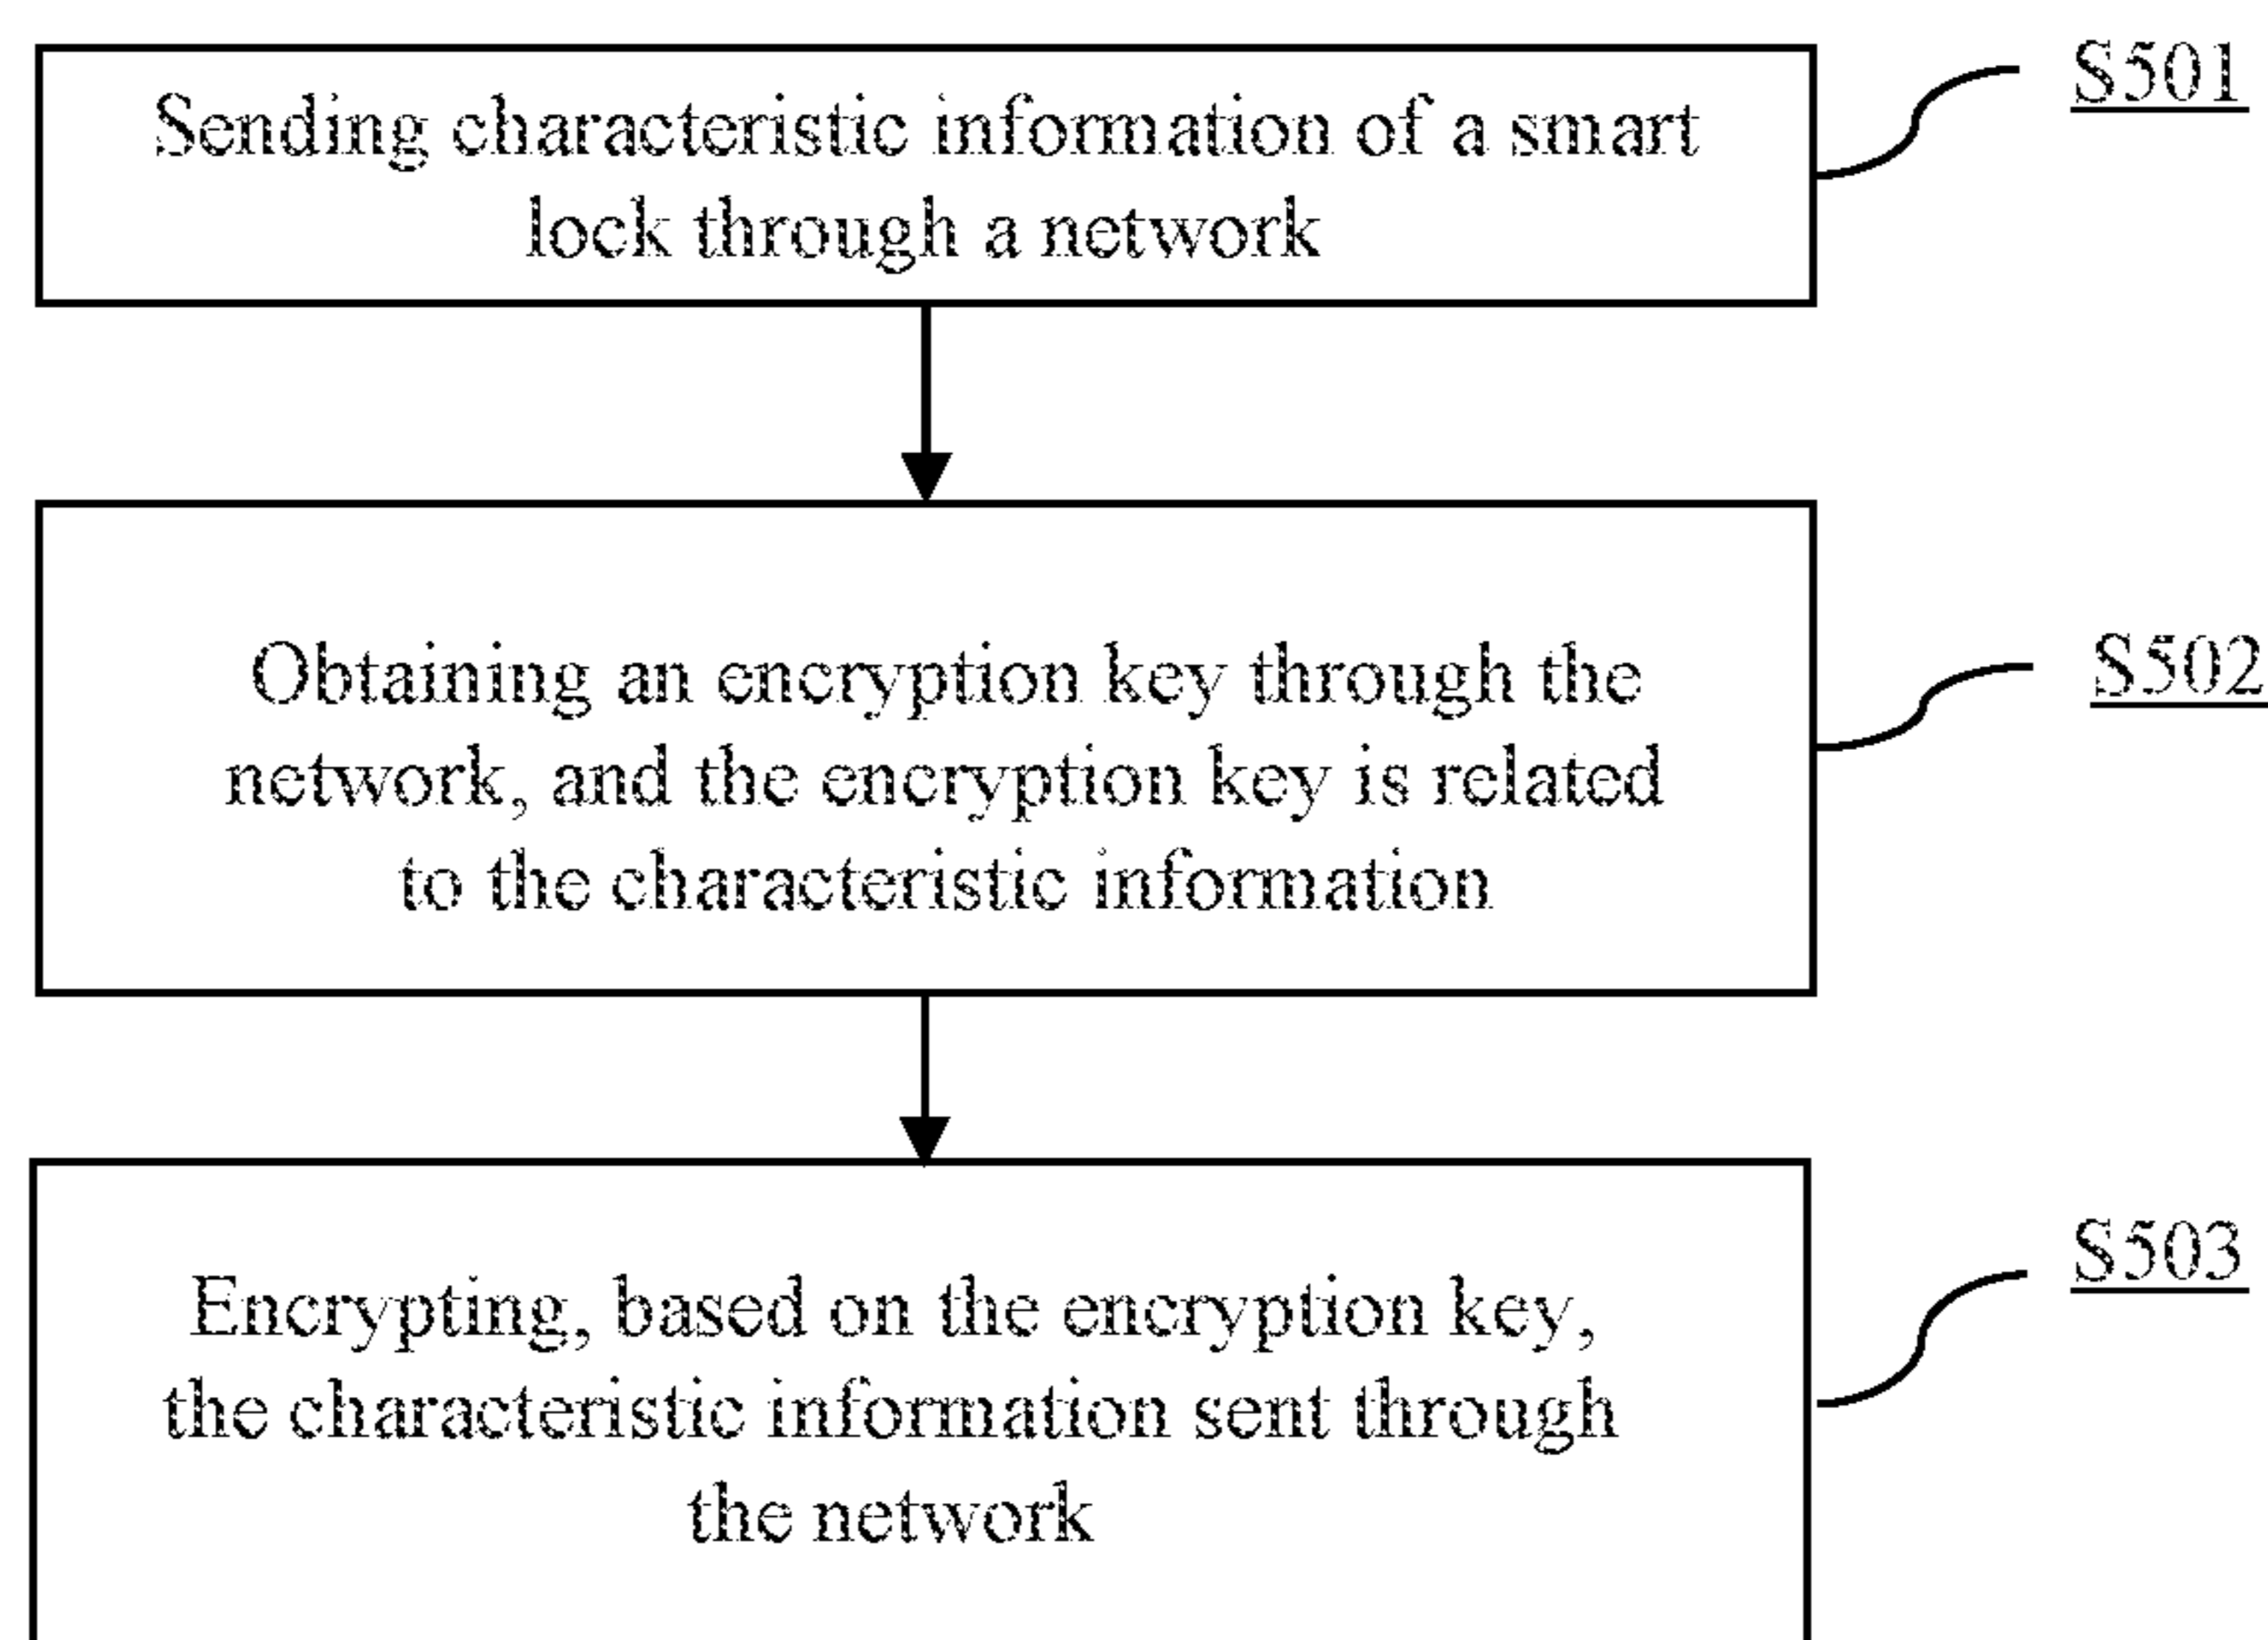 Sending characteristic information of a smart
lock through a network
S501
Obtaining an encryption key through the
network, and the encryption key is related
to the characteristic information
S502
Encrypting, based on the encryption key,
the characteristic information sent through
the network
S503